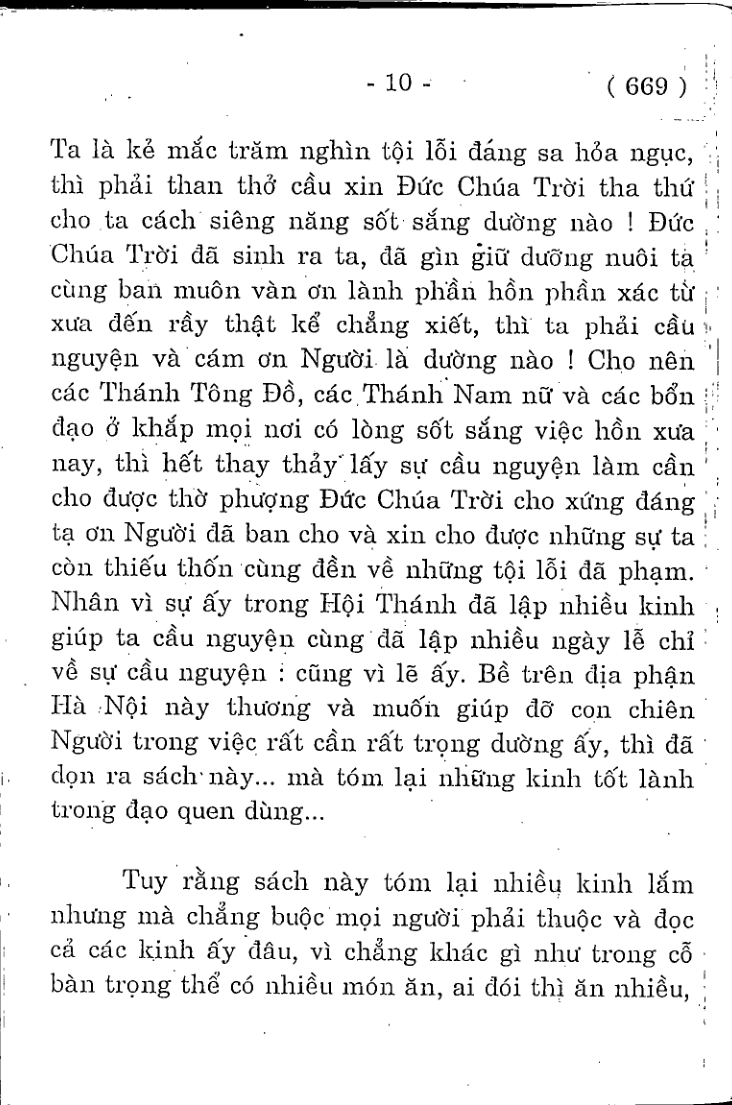 - 10 -
( 669 )
Ta là kẻ mắc trăm nghìn tội lỗi đáng sa hỏa ngục,
thì phải than thở cầu xin Đức Chúa Trời tha thứ
cho ta cách siêng năng sốt sắng dường nào ! Đức
Chúa Trời đã sinh ra ta, đã gìn giữ dưỡng nuôi ta
cùng ban muôn vàn ơn lành phần hồn phần xác từ
xưa đến rầy thật kể chẳng xiết, thì ta phải cầu
nguyện và cám ơn Người là dường nào ! Cho nên
các Thánh Tông Đồ, các Thánh Nam nữ và các bổn
đạo ở khắp mọi nơi có lòng sốt sắng việc hồn xưa
nay, thì hết thay thảy lấy sự cầu nguyện làm cần
cho được thờ phượng Đức Chúa Trời cho xứng đáng
tạ ơn Người đã ban cho và xin cho được những sự ta
còn thiếu thốn cùng đền về những tội lỗi đã phạm.
Nhân vì sự ấy trong Hội Thánh đã lập nhiều kinh
giúp ta cầu nguyện cùng đã lập nhiều ngày lễ chỉ
về sự cầu nguyện : cũng vì lẽ ấy. Bề trên địa phận
Hà Nội này thương và muốn giúp đỡ con chiên
Người trong việc rất cần rất trọng dường ấy, thì đã
dọn ra sách này... mà tóm lại những kinh tốt lành
trong đạo quen dùng...
Tuy rằng sách này tóm lại nhiều kinh lắm
nhưng mà chẳng buộc mọi người phải thuộc và đọc
cả các kinh ấy đâu, vì chẳng khác gì như trong cỗ
bàn trọng thể có nhiều món ăn, ai đói thì ăn nhiều,